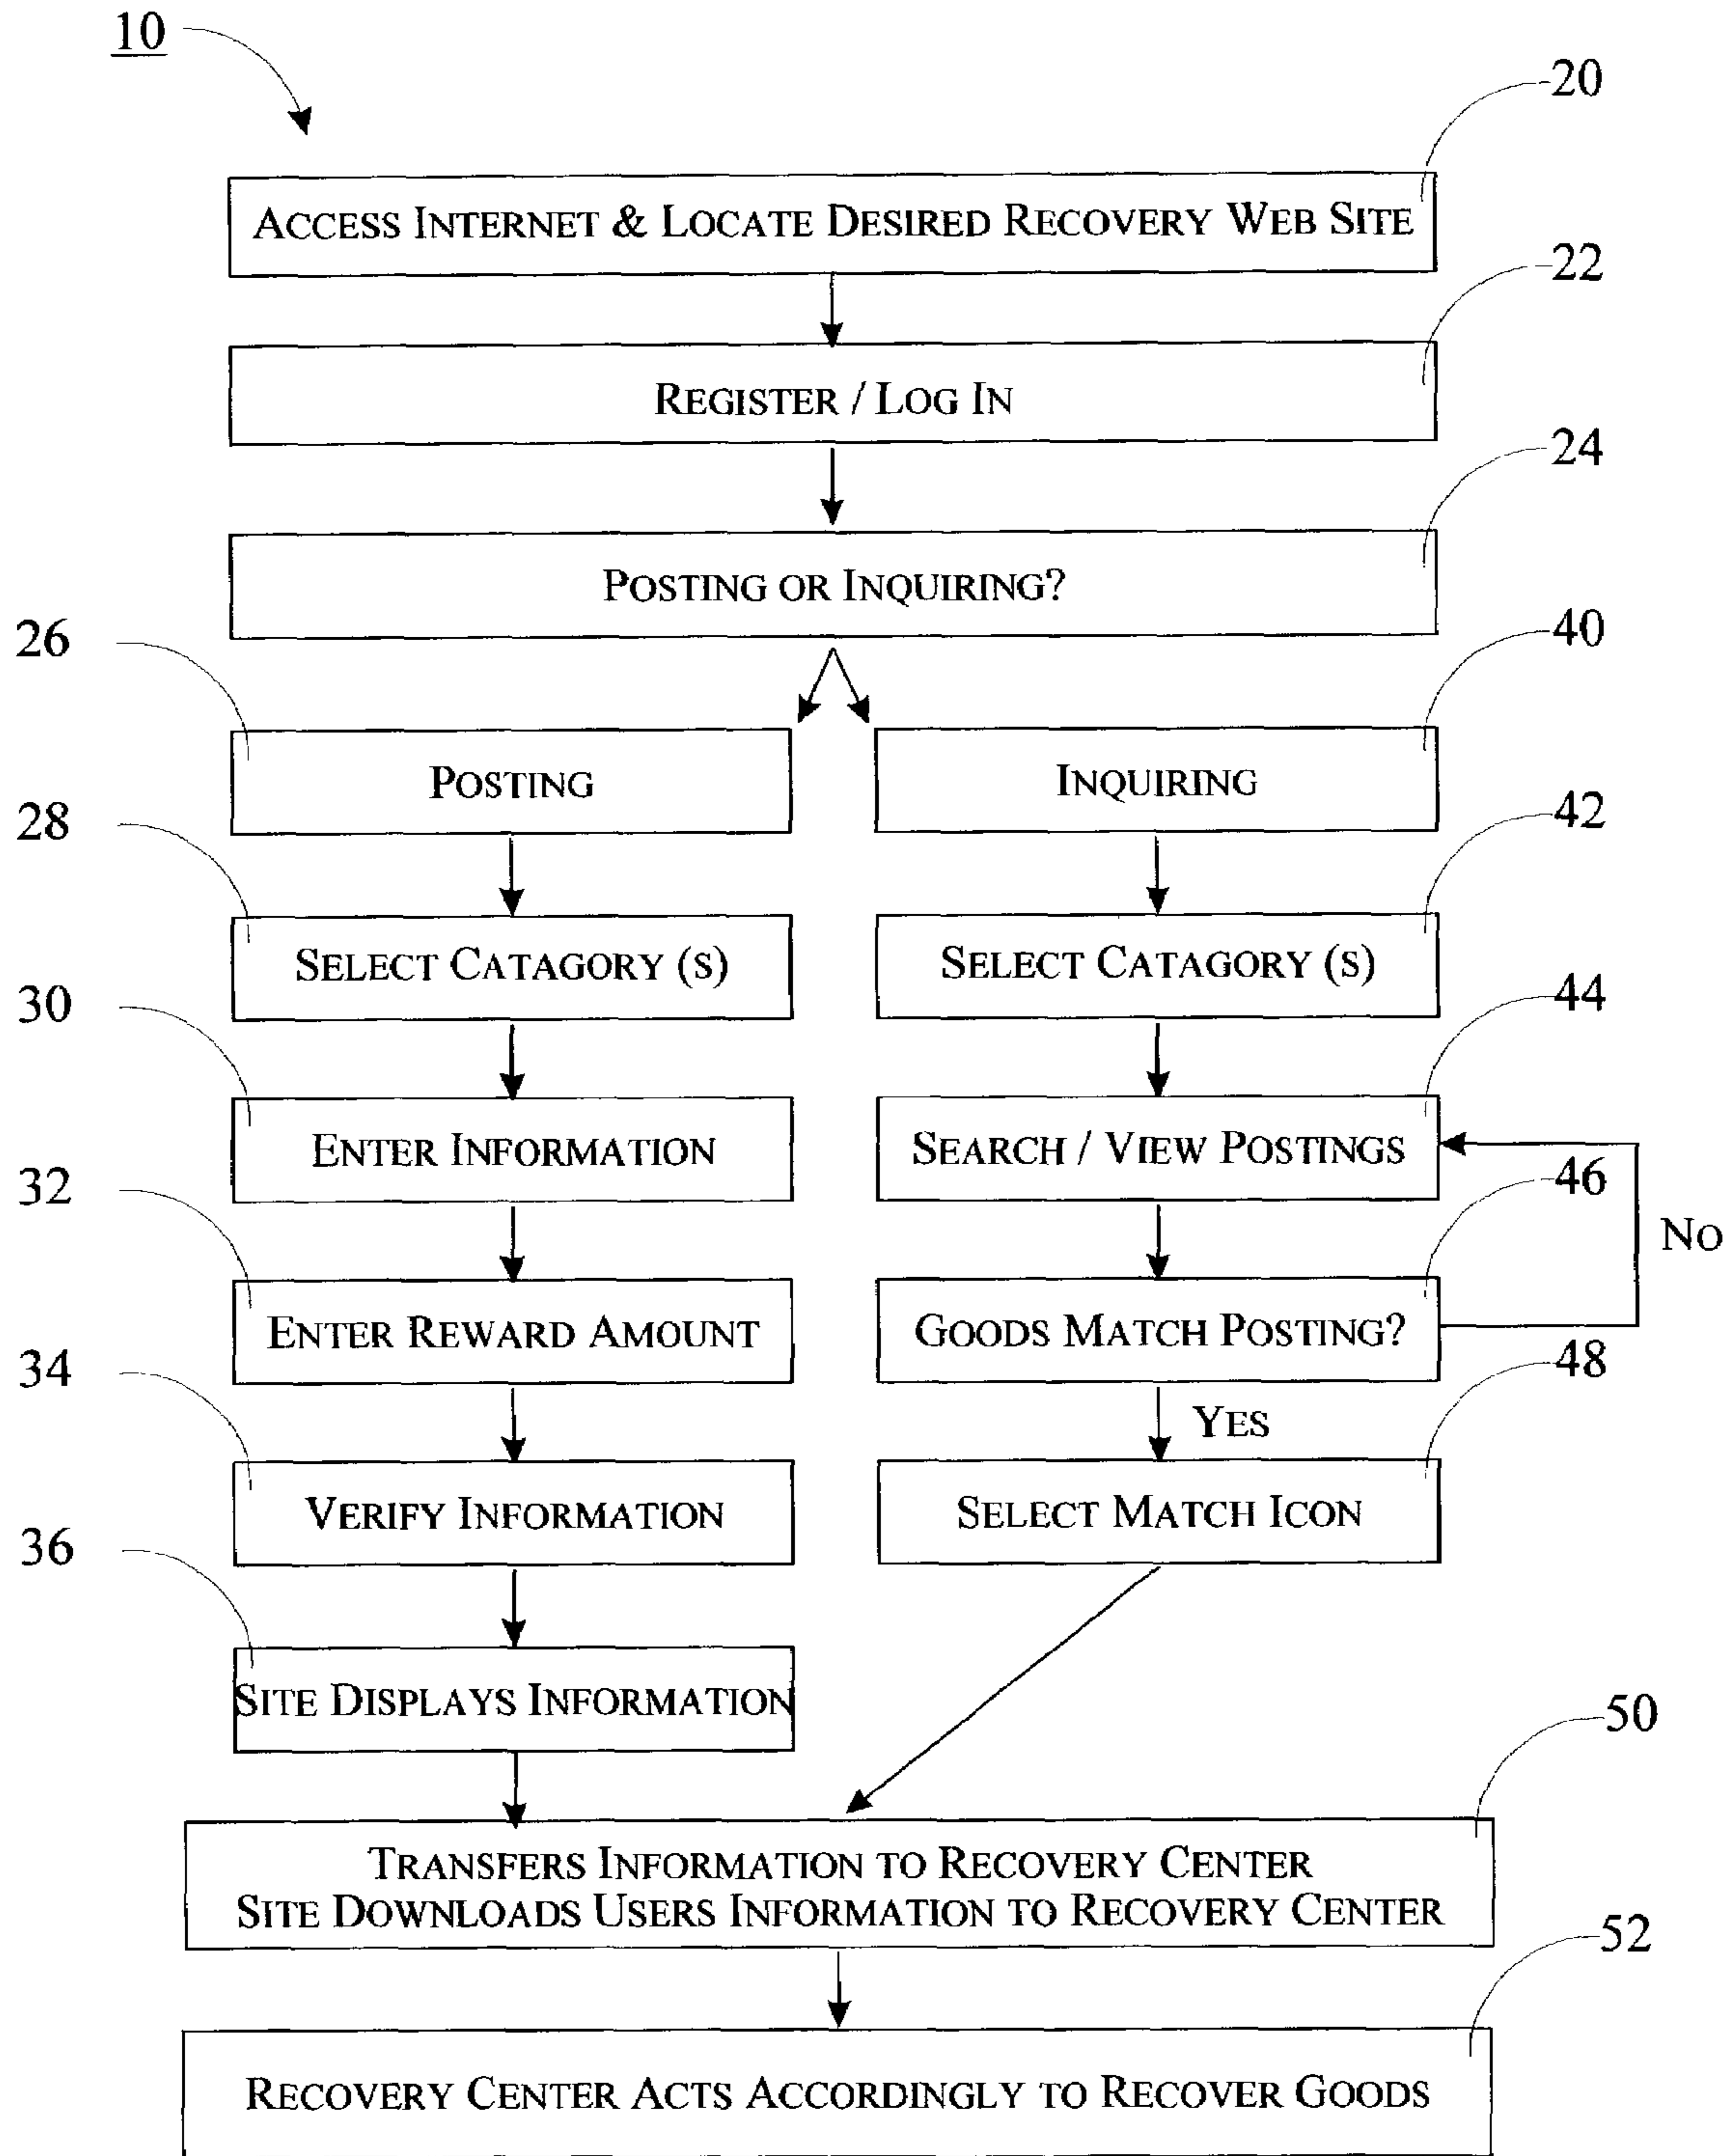 10
20
ACCESS INTERNET & LOCATE DESIRED RECOVERY WEB SITE
22
REGISTER / LOG IN
24
POSTING OR INQUIRING?
26
40
POSTING
INQUIRING
28
42
SELECT CATAGORY (S)
SELECT CATAGORY (S)
30
44
ENTER INFORMATION
SEARCH / VIEW POSTINGS
32
46
NO
ENTER REWARD AMOUNT
GOODS MATCH POSTING?
34
48
YES
VERIFY INFORMATION
SELECT MATCH ICON
36
SITE DISPLAYS INFORMATION
50
TRANSFERS INFORMATION TO RECOVERY CENTER
SITE DOWNLOADS USERS INFORMATION TO RECOVERY CENTER
52
RECOVERY CENTER ACTS ACCORDINGLY TO RECOVER GOODS